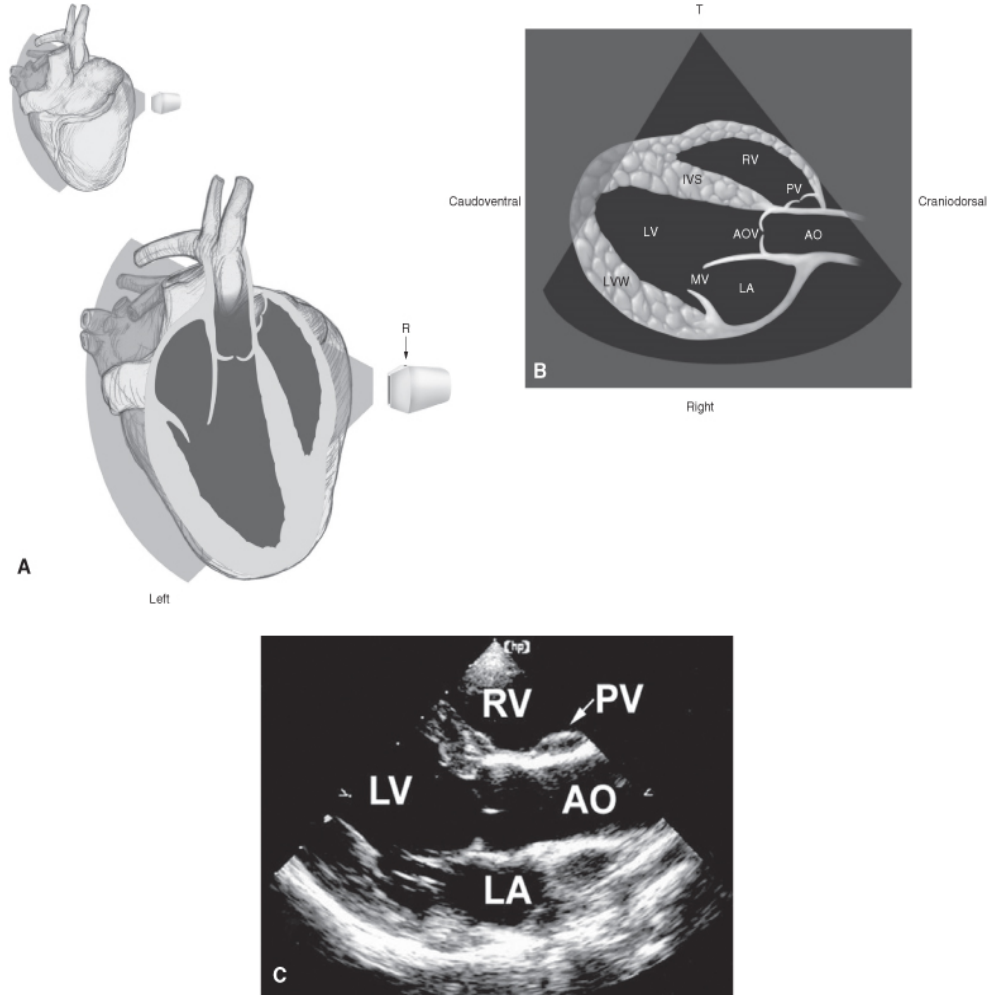 R
A
Left
T
Caudoventral
Craniodorsal
RV
IVS
PV
LV
AOV
AO
MV
LA
LVW
B
Right
[hp]
RV
PV
LV
AO
LA
C